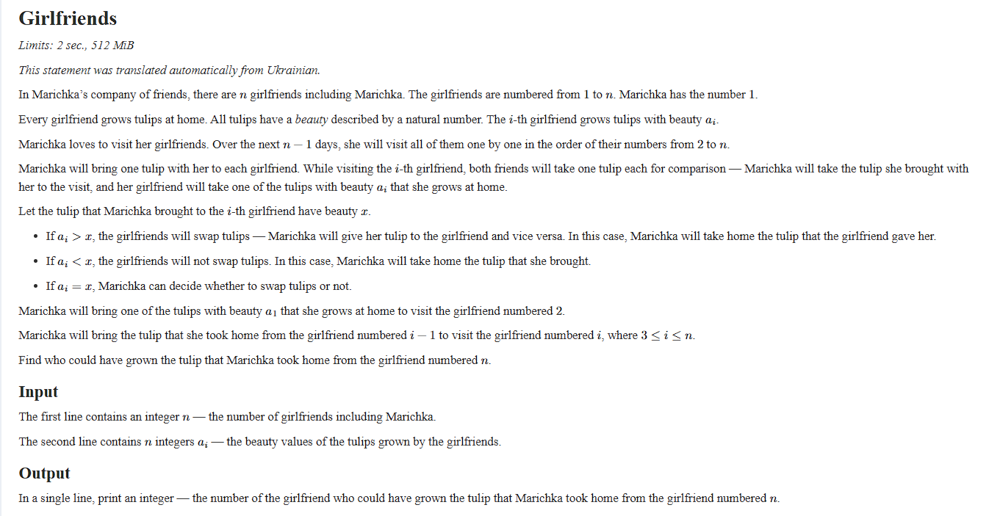 Girlfriends
Limits: 2 sec., 512 MiB
This statement was translated automatically from Ukrainian.
In Marichka's company of friends, there are n girlfriends including Marichka. The girlfriends are numbered from 1 to n. Marichka has the number 1.
Every girlfriend grows tulips at home. All tulips have a beauty described by a natural number. The i-th girlfriend grows tulips with beauty aᵢ.
Marichka loves to visit her girlfriends. Over the next n − 1 days, she will visit all of them one by one in the order of their numbers from 2 to n.
Marichka will bring one tulip with her to each girlfriend. While visiting the i-th girlfriend, both friends will take one tulip each for comparison — Marichka will take the tulip she brought with
her to the visit, and her girlfriend will take one of the tulips with beauty aᵢ that she grows at home.
Let the tulip that Marichka brought to the i-th girlfriend have beauty x.
• If aᵢ > x, the girlfriends will swap tulips — Marichka will give her tulip to the girlfriend and vice versa. In this case, Marichka will take home the tulip that the girlfriend gave her.
• If aᵢ < x, the girlfriends will not swap tulips. In this case, Marichka will take home the tulip that she brought.
• If aᵢ = x, Marichka can decide whether to swap tulips or not.
Marichka will bring one of the tulips with beauty a₁ that she grows at home to visit the girlfriend numbered 2.
Marichka will bring the tulip that she took home from the girlfriend numbered i − 1 to visit the girlfriend numbered i, where 3 ≤ i ≤ n.
Find who could have grown the tulip that Marichka took home from the girlfriend numbered n.
Input
The first line contains an integer n — the number of girlfriends including Marichka.
The second line contains n integers aᵢ — the beauty values of the tulips grown by the girlfriends.
Output
In a single line, print an integer — the number of the girlfriend who could have grown the tulip that Marichka took home from the girlfriend numbered n.